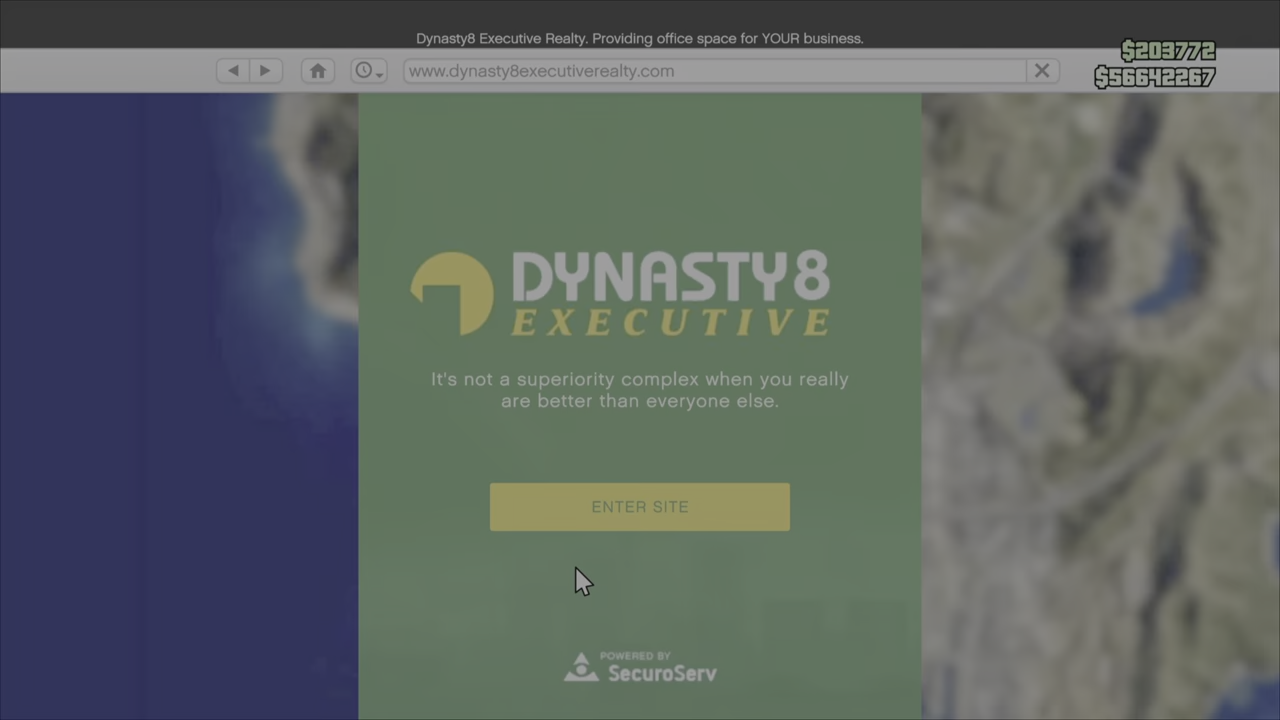 Dynasty8 Executive Realty. Providing office space for YOUR business.
$203772
www.dynasty8executiverealty.com
$56642267
DYNASTY8
EXECUTIVE
It's not a superiority complex when you really
are better than everyone else.
ENTER SITE
POWERED BY
SecuroServ